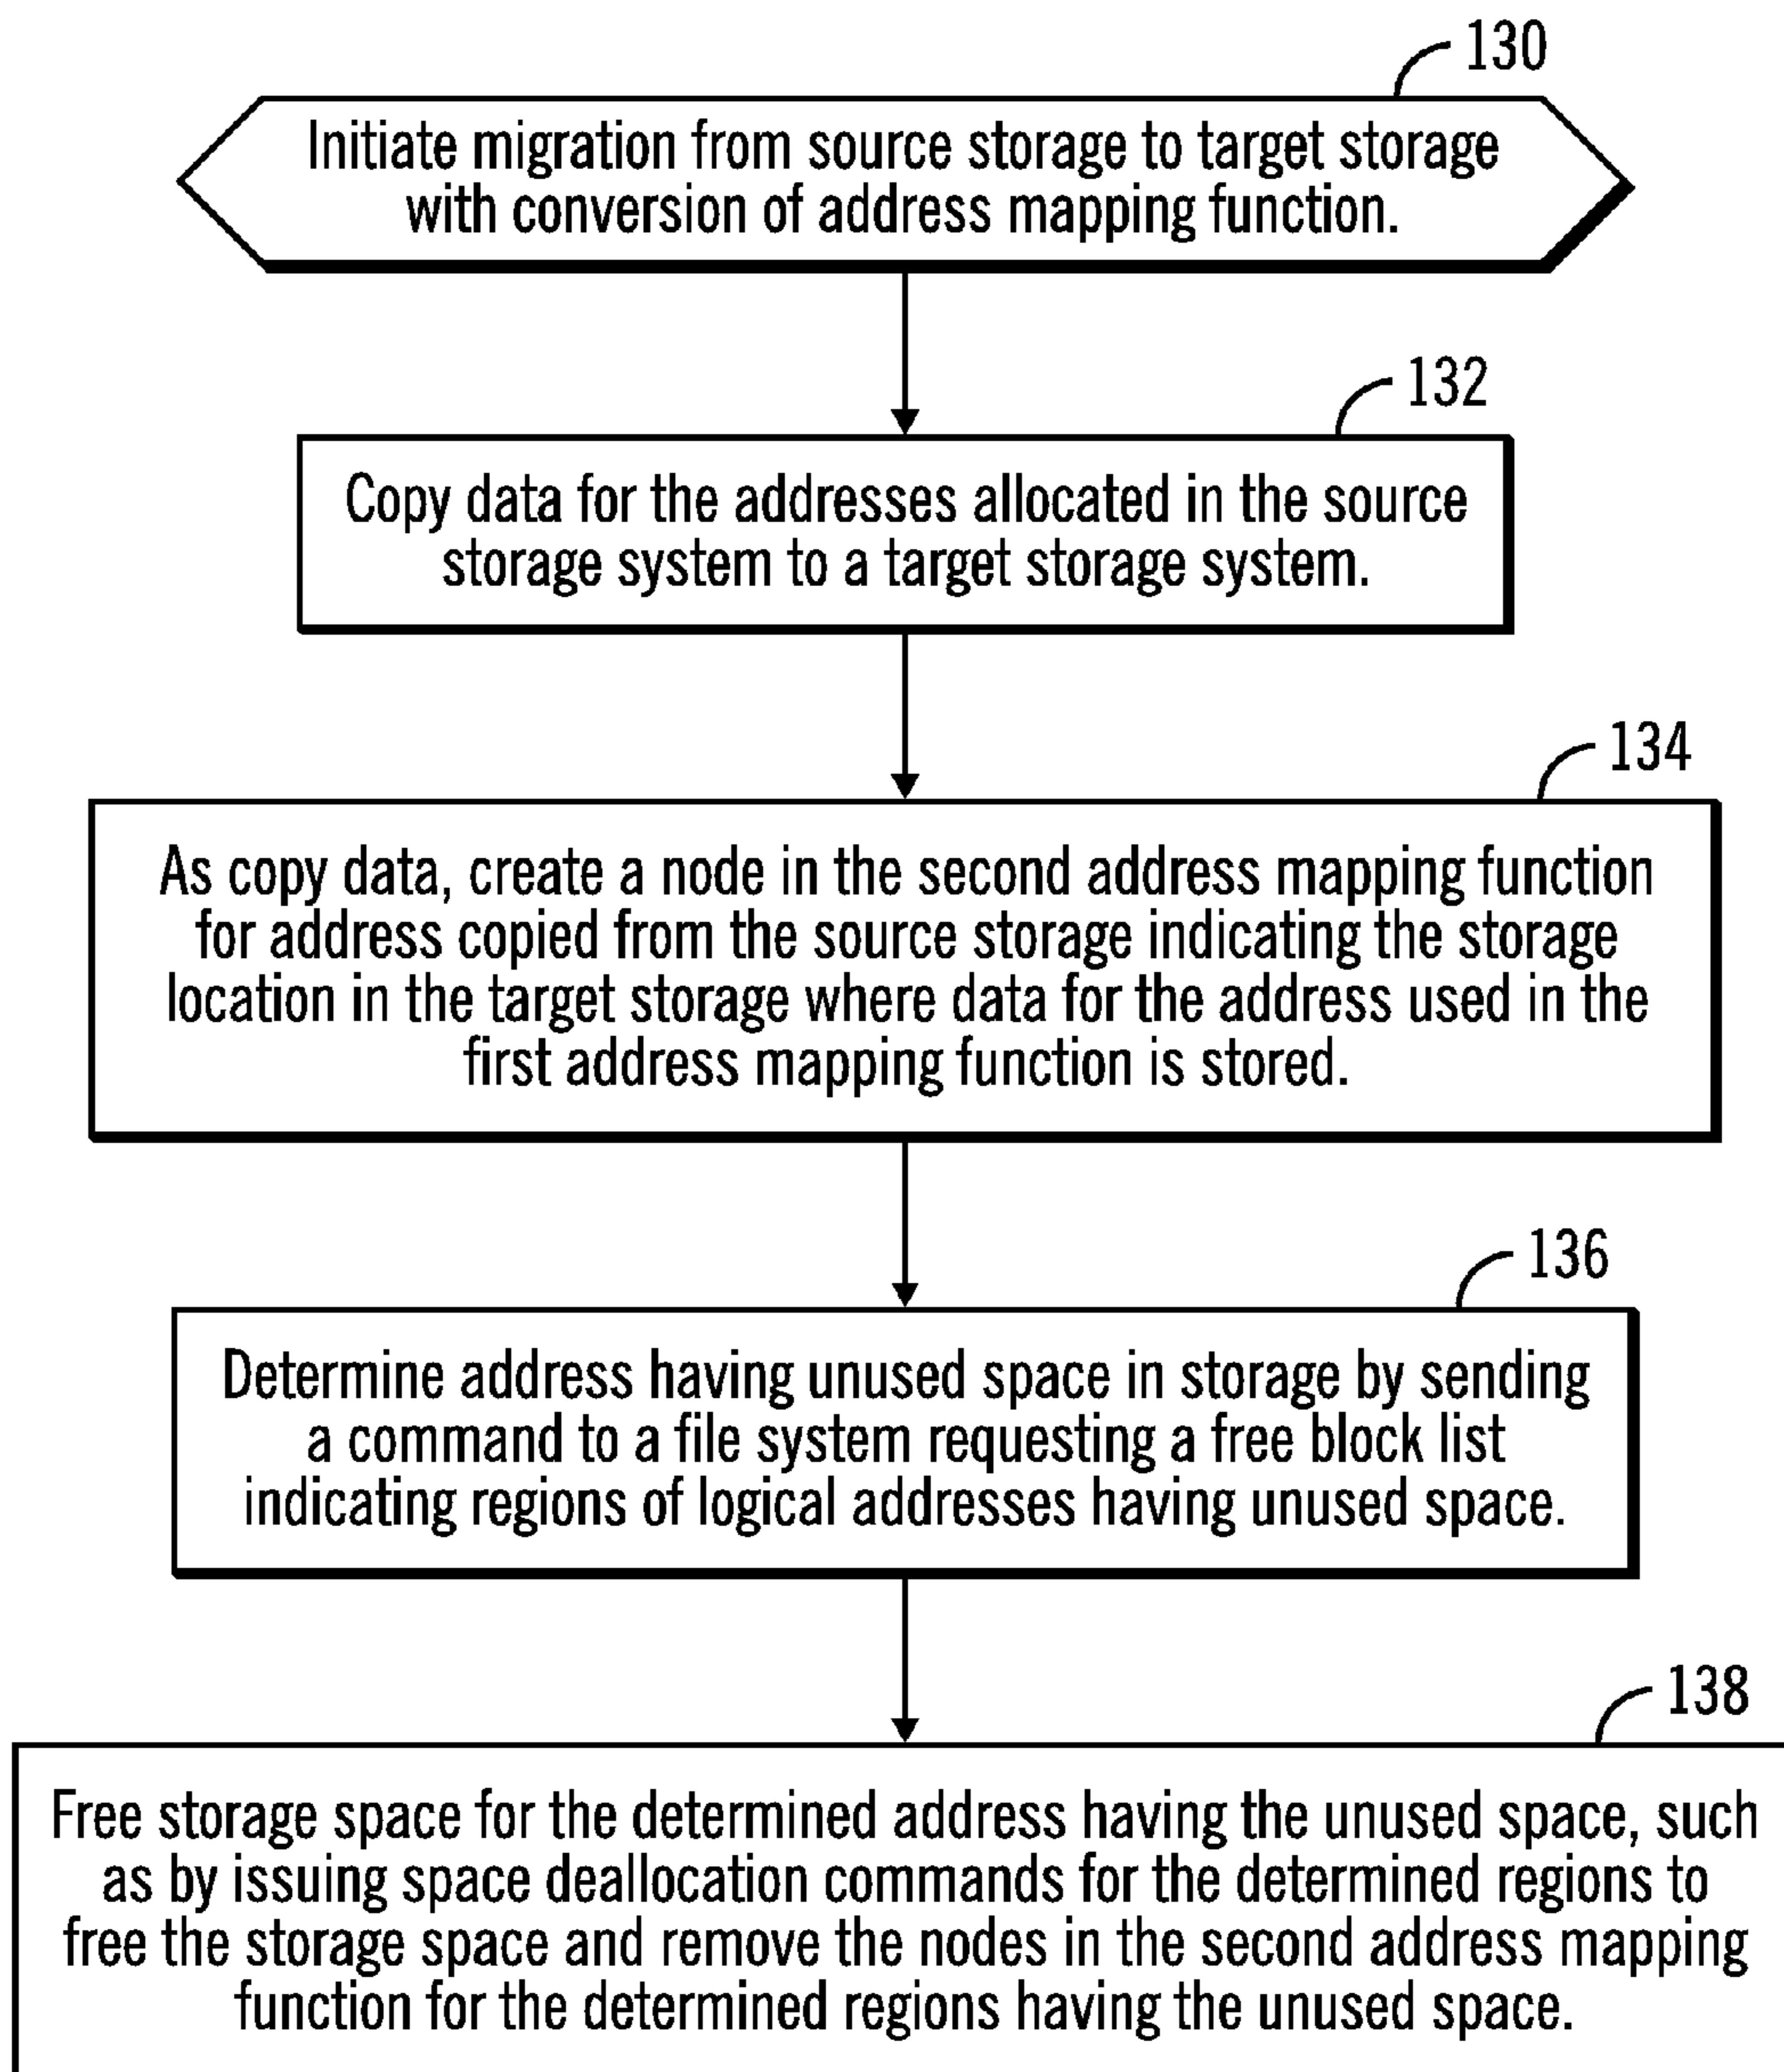 130
Initiate migration from source storage to target storage
with conversion of address mapping function.
132
Copy data for the addresses allocated in the source
storage system to a target storage system.
134
As copy data, create a node in the second address mapping function
for address copied from the source storage indicating the storage
location in the target storage where data for the address used in the
first address mapping function is stored.
136
Determine address having unused space in storage by sending
a command to a file system requesting a free block list
indicating regions of logical addresses having unused space.
138
Free storage space for the determined address having the unused space, such
as by issuing space deallocation commands for the determined regions to
free the storage space and remove the nodes in the second address mapping
function for the determined regions having the unused space.